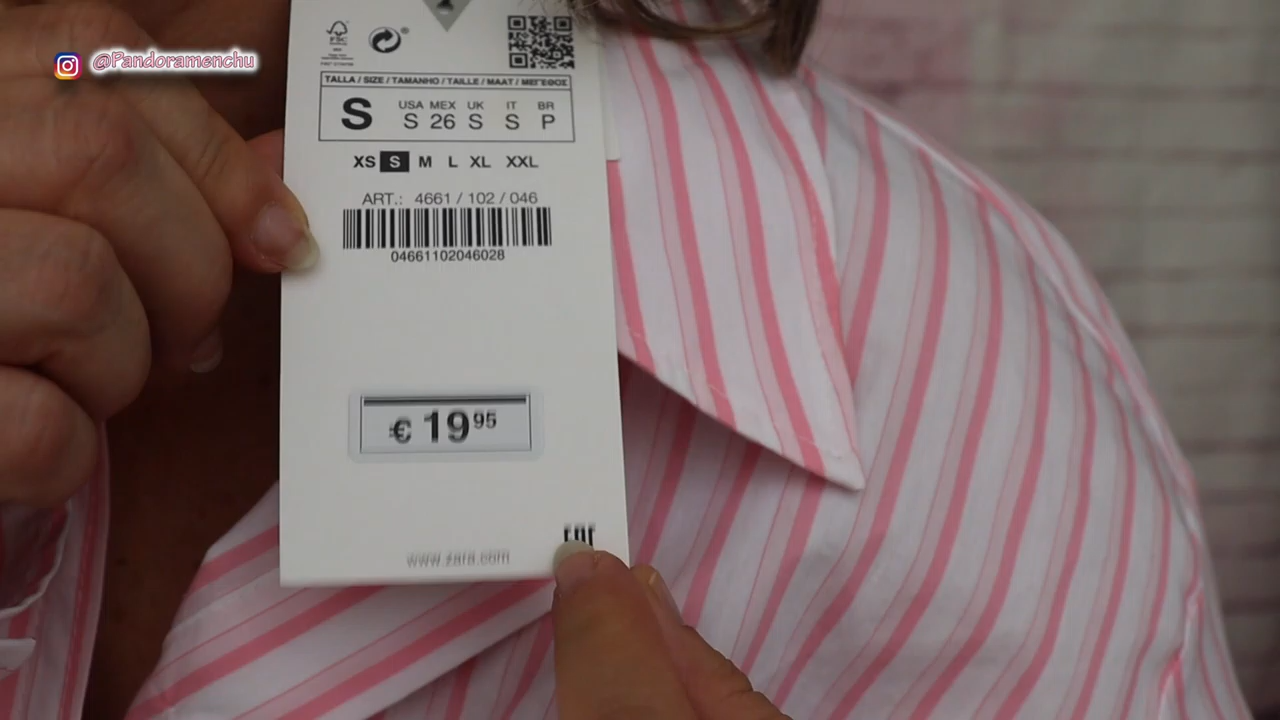 @Pandoramenchu
FSC
TALLA / SIZE / TAMANHO / TAILLE / MAAT / ΜΕΓΕΘΟΣ
S
USA MEX UK IT BR
S 26 S S P
XS S M L XL XXL
ART.: 4661 / 102 / 046
04661102046028
€ 19 95
www.zara.com